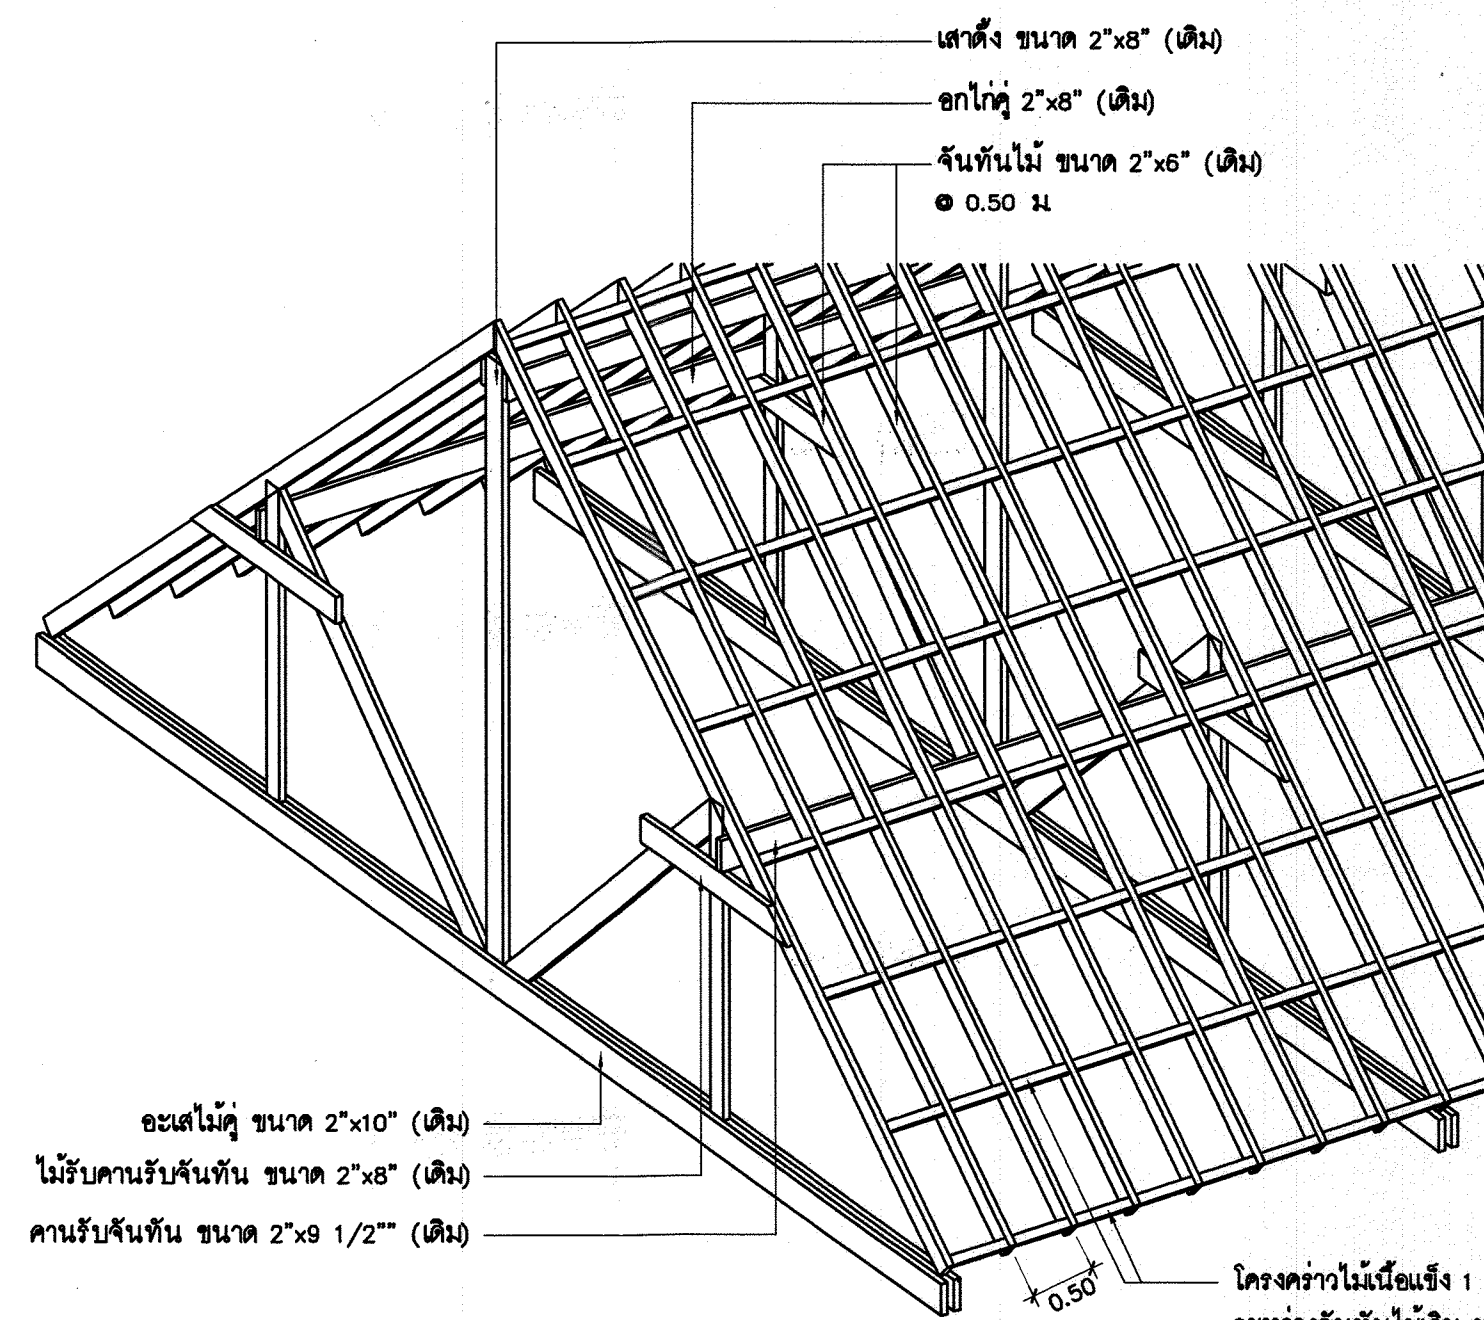 เสาดั้ง ขนาด 2"x8" (เดิม)
อกไก่คู่ 2"x8" (เดิม)
จันทันไม้ ขนาด 2"x6" (เดิม)
@ 0.50 ม.
อะเสไม้คู่ ขนาด 2"x10" (เดิม)
ไม้รับคานรับจันทัน ขนาด 2"x8" (เดิม)
คานรับจันทัน ขนาด 2"x9 1/2"" (เดิม)
0.50
โครงคร่าวไม้เนื้อแข็ง 1